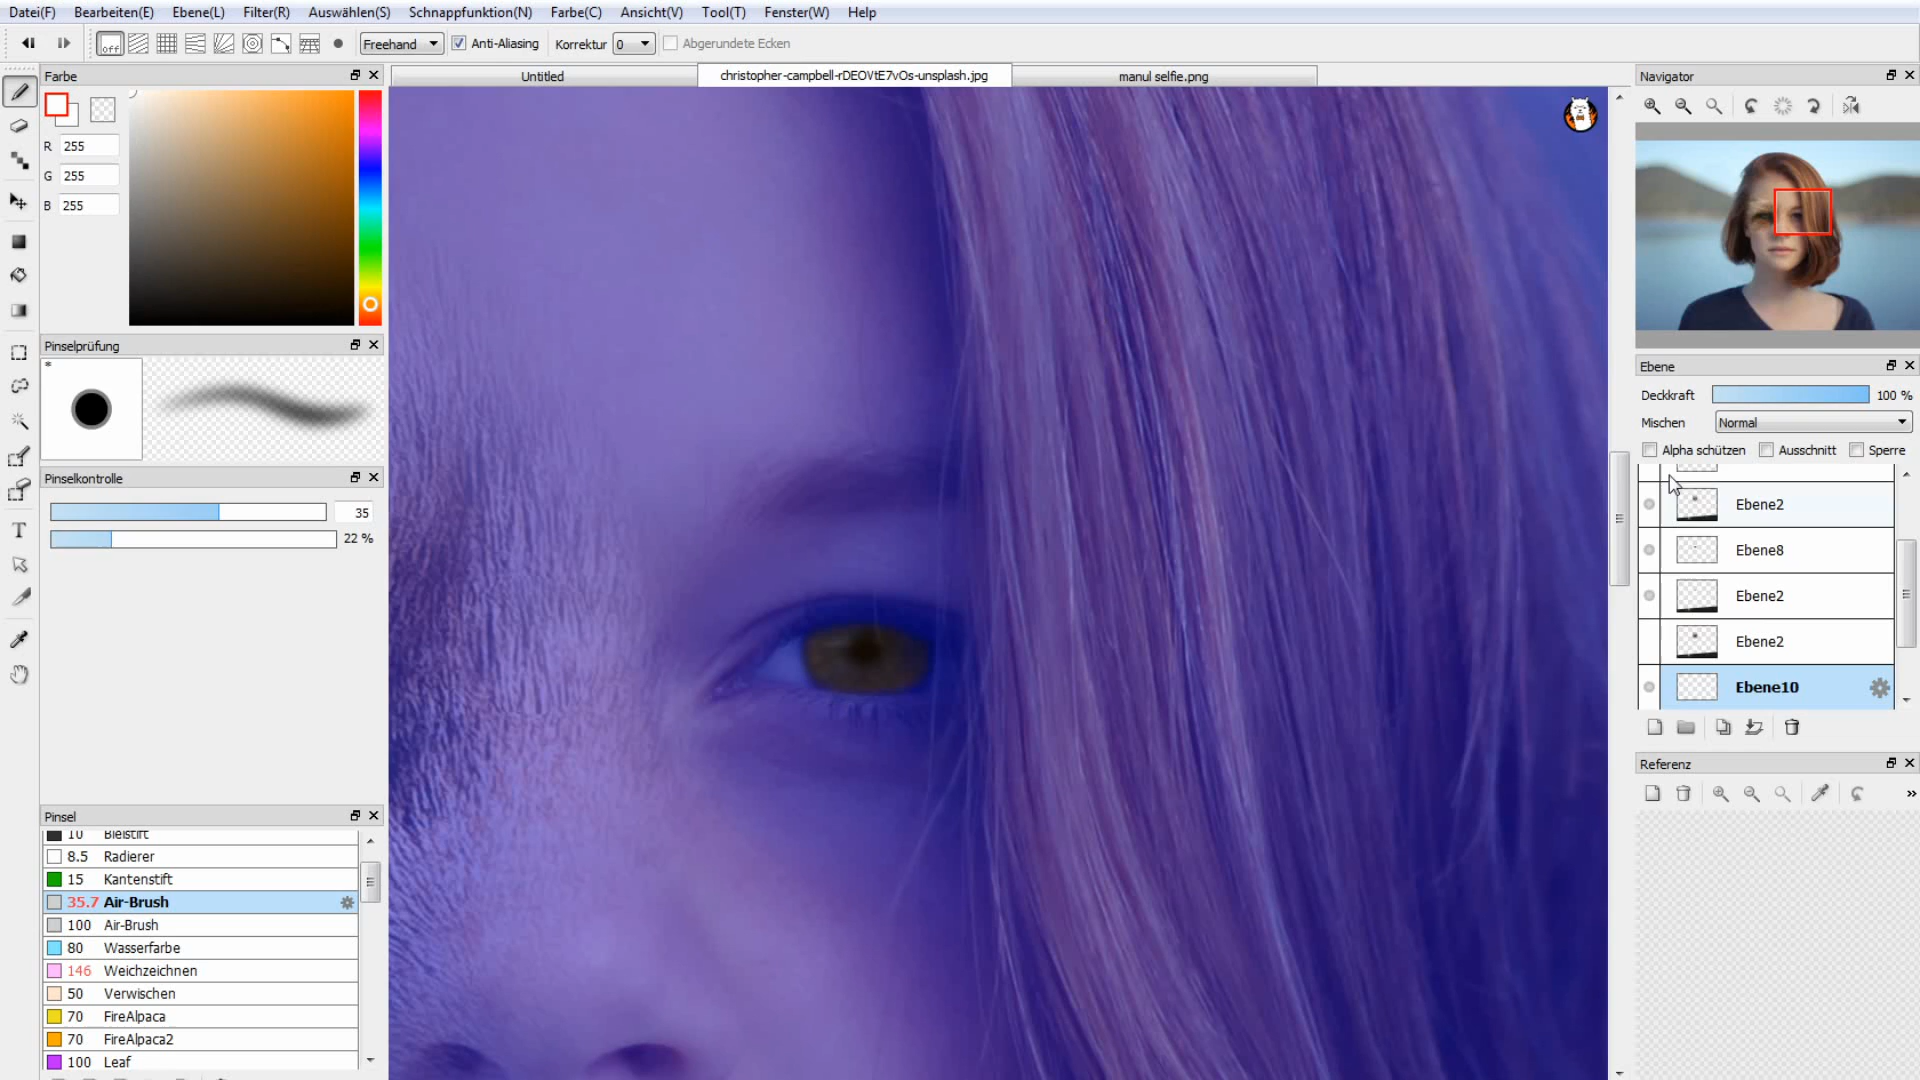 Datei(F) Bearbeiten(E) Ebene(L) Filter(R) Auswählen(S) Schnappfunktion(N) Farbe(C) Ansicht(V) Tool(T) Fenster(W) Help
off Freehand Anti-Aliasing Korrektur 0 Abgerundete Ecken
Farbe
R 255
G 255
B 255
Pinselprüfung
*
Pinselkontrolle
35
22 %
Pinsel
10 Bleistift
8.5 Radierer
15 Kantenstift
35.7 Air-Brush
100 Air-Brush
80 Wasserfarbe
146 Weichzeichnen
50 Verwischen
70 FireAlpaca
70 FireAlpaca2
100 Leaf
Untitled christopher-campbell-rDEOVtE7vOs-unsplash.jpg manul selfie.png
Navigator
Ebene
Deckkraft 100 %
Mischen Normal
Alpha schützen Ausschnitt Sperre
Ebene2
Ebene8
Ebene2
Ebene2
Ebene10
Referenz
»